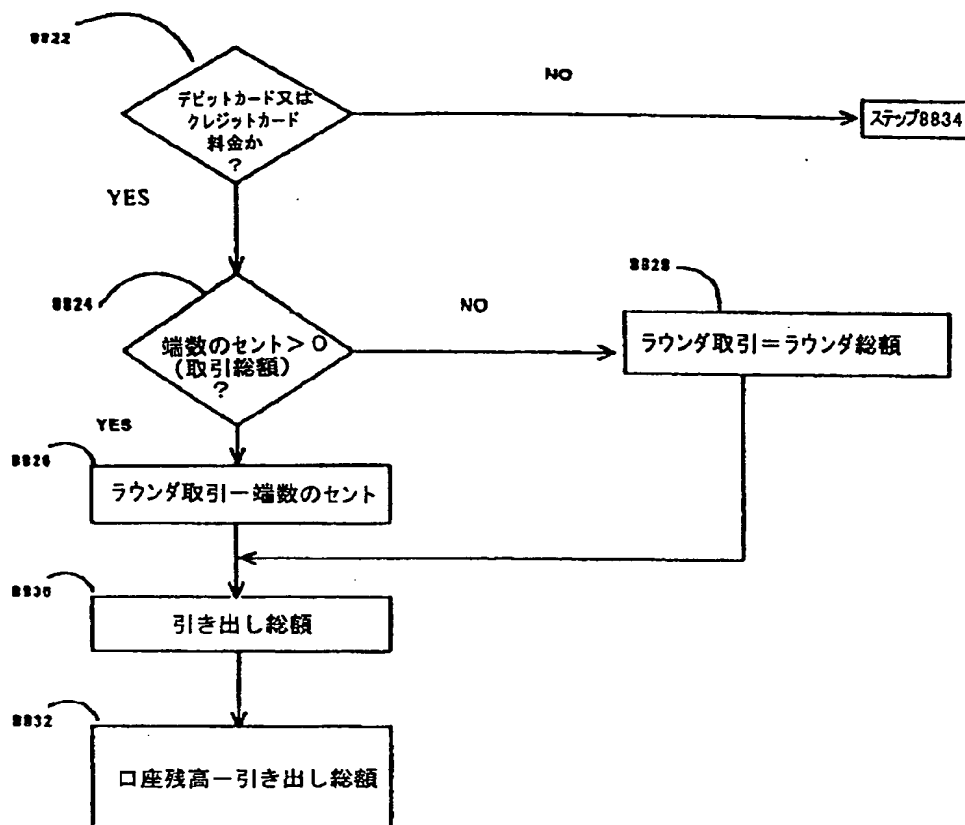 8822
デビットカード又は
クレジットカード
料金か
?
NO
ステップ8834
YES
8824
端数のセント>0
(取引総額)
?
NO
8828
ラウンダ取引=ラウンダ総額
YES
8826
ラウンダ取引ー端数のセント
8830
引き出し総額
8832
口座残高ー引き出し総額